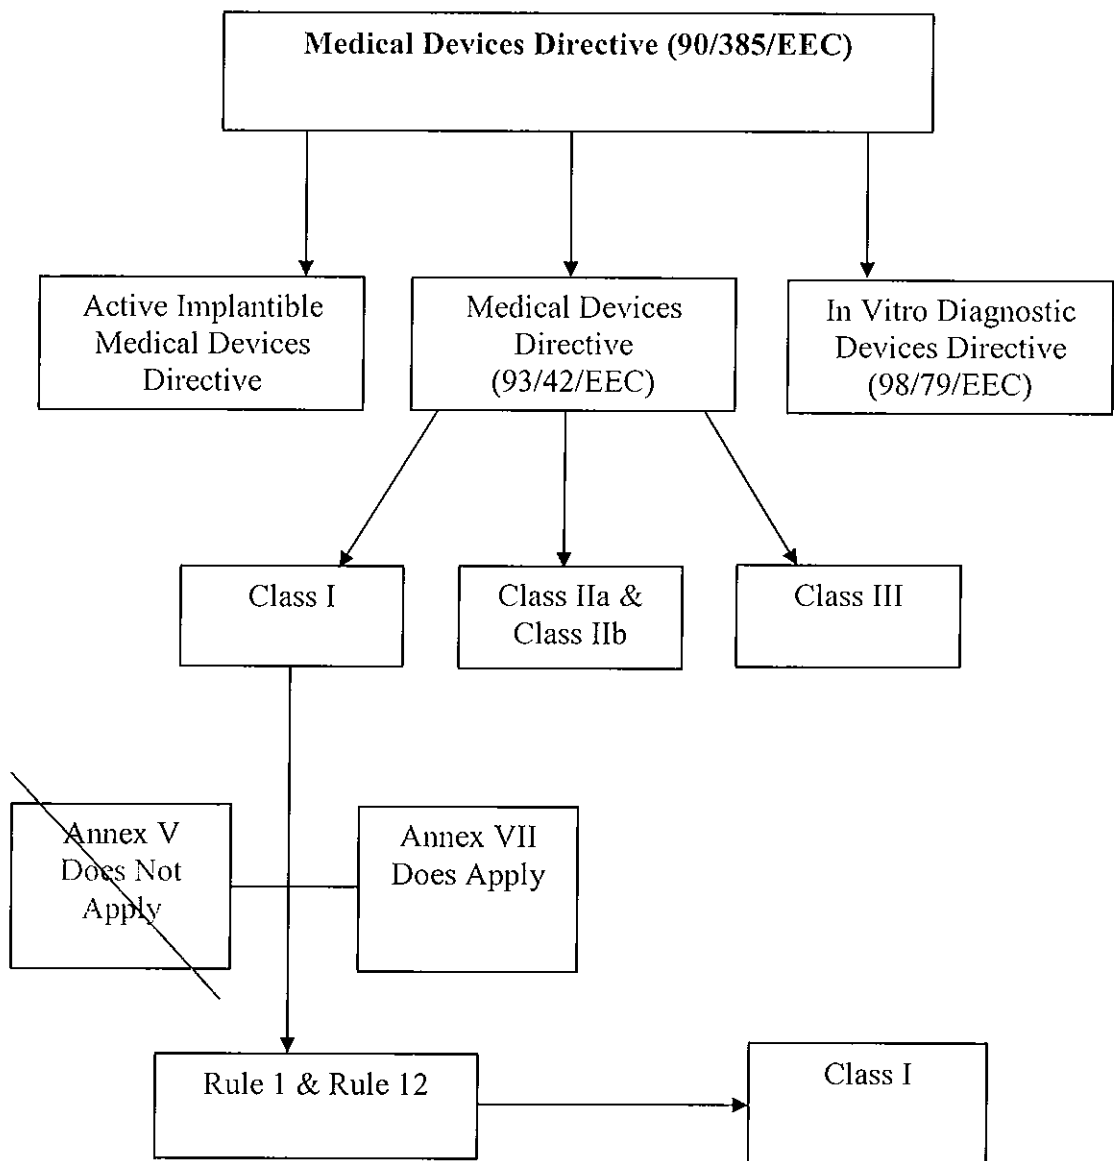 Medical Devices Directive (90/385/EEC)
Active Implantible
Medical Devices
Directive
Medical Devices
Directive
(93/42/EEC)
In Vitro Diagnostic
Devices Directive
(98/79/EEC)
Class I
Class IIa &
Class IIb
Class III
Annex V
Does Not
Apply
Annex VII
Does Apply
Rule 1 & Rule 12
Class I